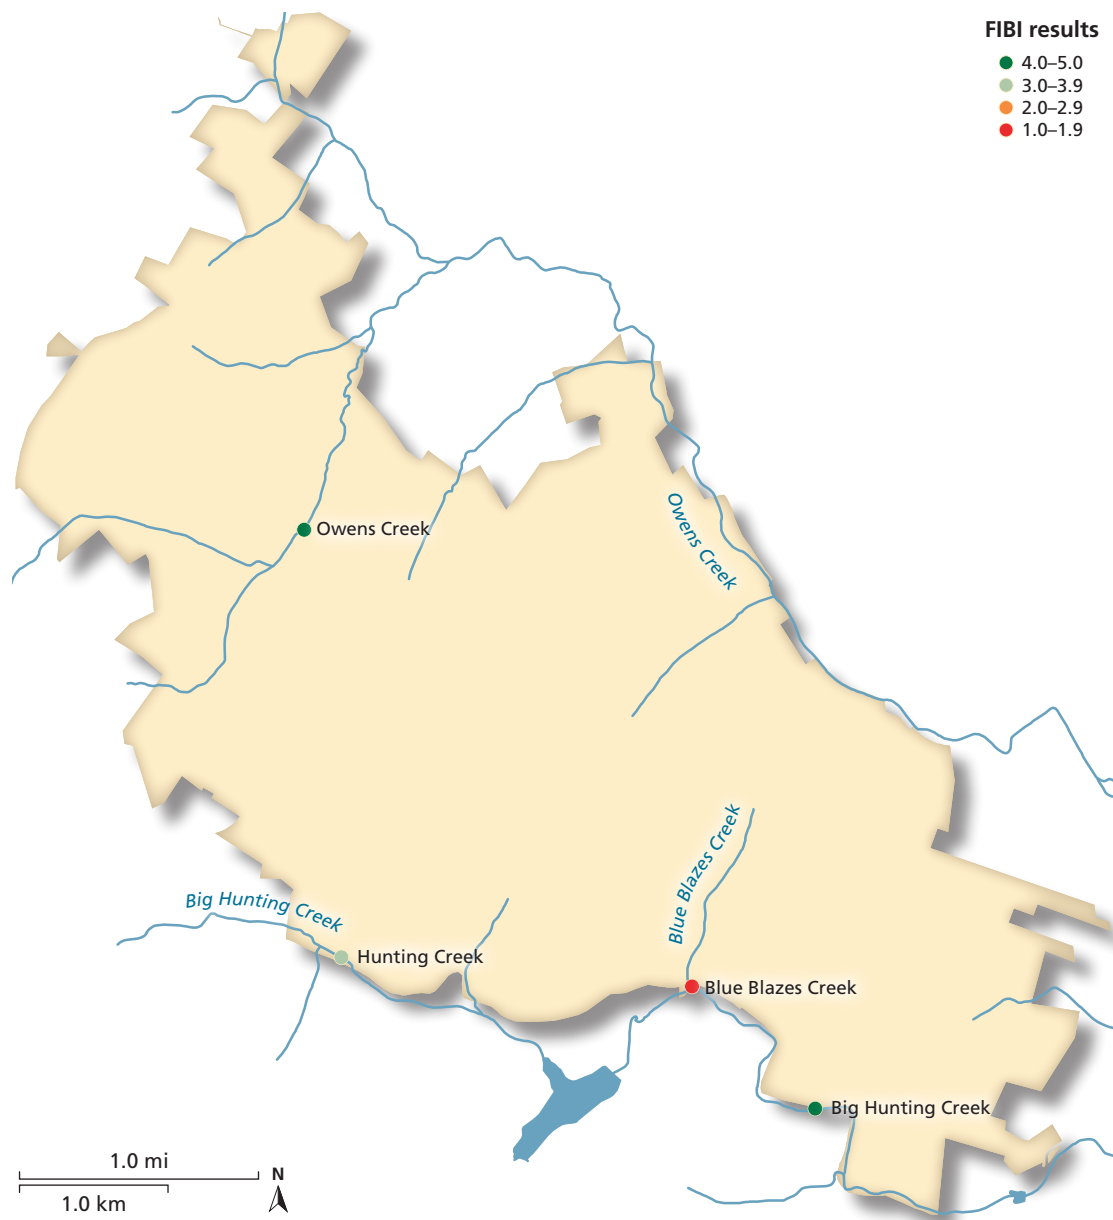 FIBI results
4.0–5.0
3.0–3.9
2.0–2.9
1.0–1.9
Owens Creek
Owens Creek
Blue Blazes Creek
Big Hunting Creek
Hunting Creek
Blue Blazes Creek
Big Hunting Creek
1.0 mi
N
1.0 km